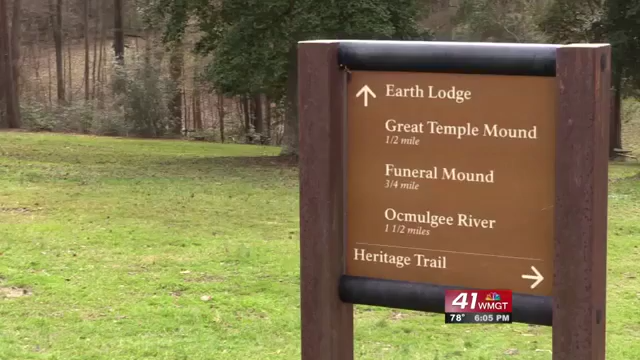 Earth Lodge
Great Temple Mound
1/2 mile
Funeral Mound
3/4 mile
Ocmulgee River
1 1/2 miles
Heritage Trail
41 WMGT
78° 6:05 PM